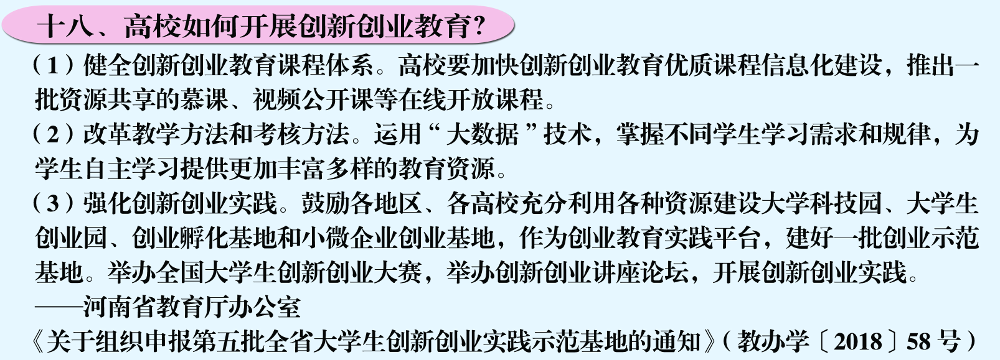 十八、高校如何开展创新创业教育？
（1）健全创新创业教育课程体系。高校要加快创新创业教育优质课程信息化建设，推出一
批资源共享的慕课、视频公开课等在线开放课程。
（2）改革教学方法和考核方法。运用“大数据”技术，掌握不同学生学习需求和规律，为
学生自主学习提供更加丰富多样的教育资源。
（3）强化创新创业实践。鼓励各地区、各高校充分利用各种资源建设大学科技园、大学生
创业园、创业孵化基地和小微企业创业基地，作为创业教育实践平台，建好一批创业示范
基地。举办全国大学生创新创业大赛，举办创新创业讲座论坛，开展创新创业实践。
——河南省教育厅办公室
《关于组织申报第五批全省大学生创新创业实践示范基地的通知》（教办学〔2018〕58号）